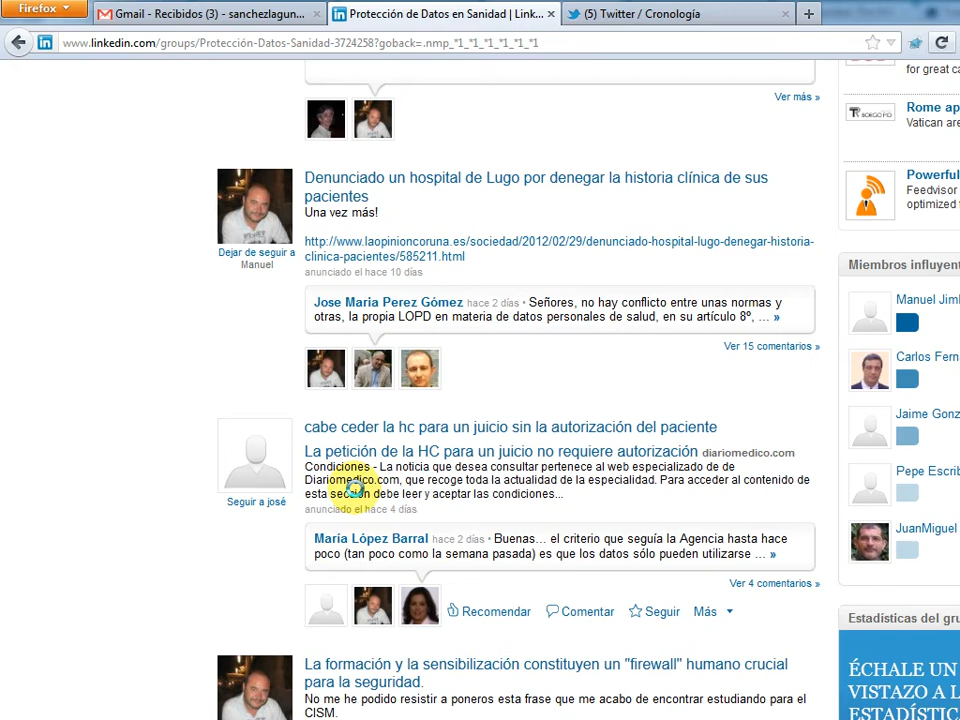 Firefox
Gmail - Recibidos (3) - sanchezlagun...
Protección de Datos en Sanidad | Link...
(5) Twitter / Cronología
www.linkedin.com/groups/Protección-Datos-Sanidad-3724258?goback=.nmp_*1_*1_*1_*1_*1_*1
for great ca
Ver más »
Rome ap
Vatican are
Denunciado un hospital de Lugo por denegar la historia clínica de sus
pacientes
Una vez más!
Powerful
Feedvisor
optimized f
http://www.laopinioncoruna.es/sociedad/2012/02/29/denunciado-hospital-lugo-denegar-historia-
clinica-pacientes/585211.html
anunciado el hace 10 días
Dejar de seguir a
Manuel
Miembros influyent
Jose Maria Perez Gómez hace 2 días • Señores, no hay conflicto entre unas normas y
otras, la propia LOPD en materia de datos personales de salud, en su artículo 8º, ... »
Manuel Jiml
Ver 15 comentarios »
Carlos Fern
Jaime Gonz
cabe ceder la hc para un juicio sin la autorización del paciente
La petición de la HC para un juicio no requiere autorización diariomedico.com
Condiciones - La noticia que desea consultar pertenece al web especializado de de
Diariomedico.com, que recoge toda la actualidad de la especialidad. Para acceder al contenido de
esta sección debe leer y aceptar las condiciones...
anunciado el hace 4 días
Seguir a josé
Pepe Escrib
JuanMiguel
María López Barral hace 2 días • Buenas... el criterio que seguía la Agencia hasta hace
poco (tan poco como la semana pasada) es que los datos sólo pueden utilizarse ... »
Ver 4 comentarios »
Recomendar Comentar Seguir Más
Estadísticas del gru
La formación y la sensibilización constituyen un "firewall" humano crucial
para la seguridad.
No me he podido resistir a poneros esta frase que me acabo de encontrar estudiando para el
CISM.
ÉCHALE UN
VISTAZO A L
ESTADÍSTIC